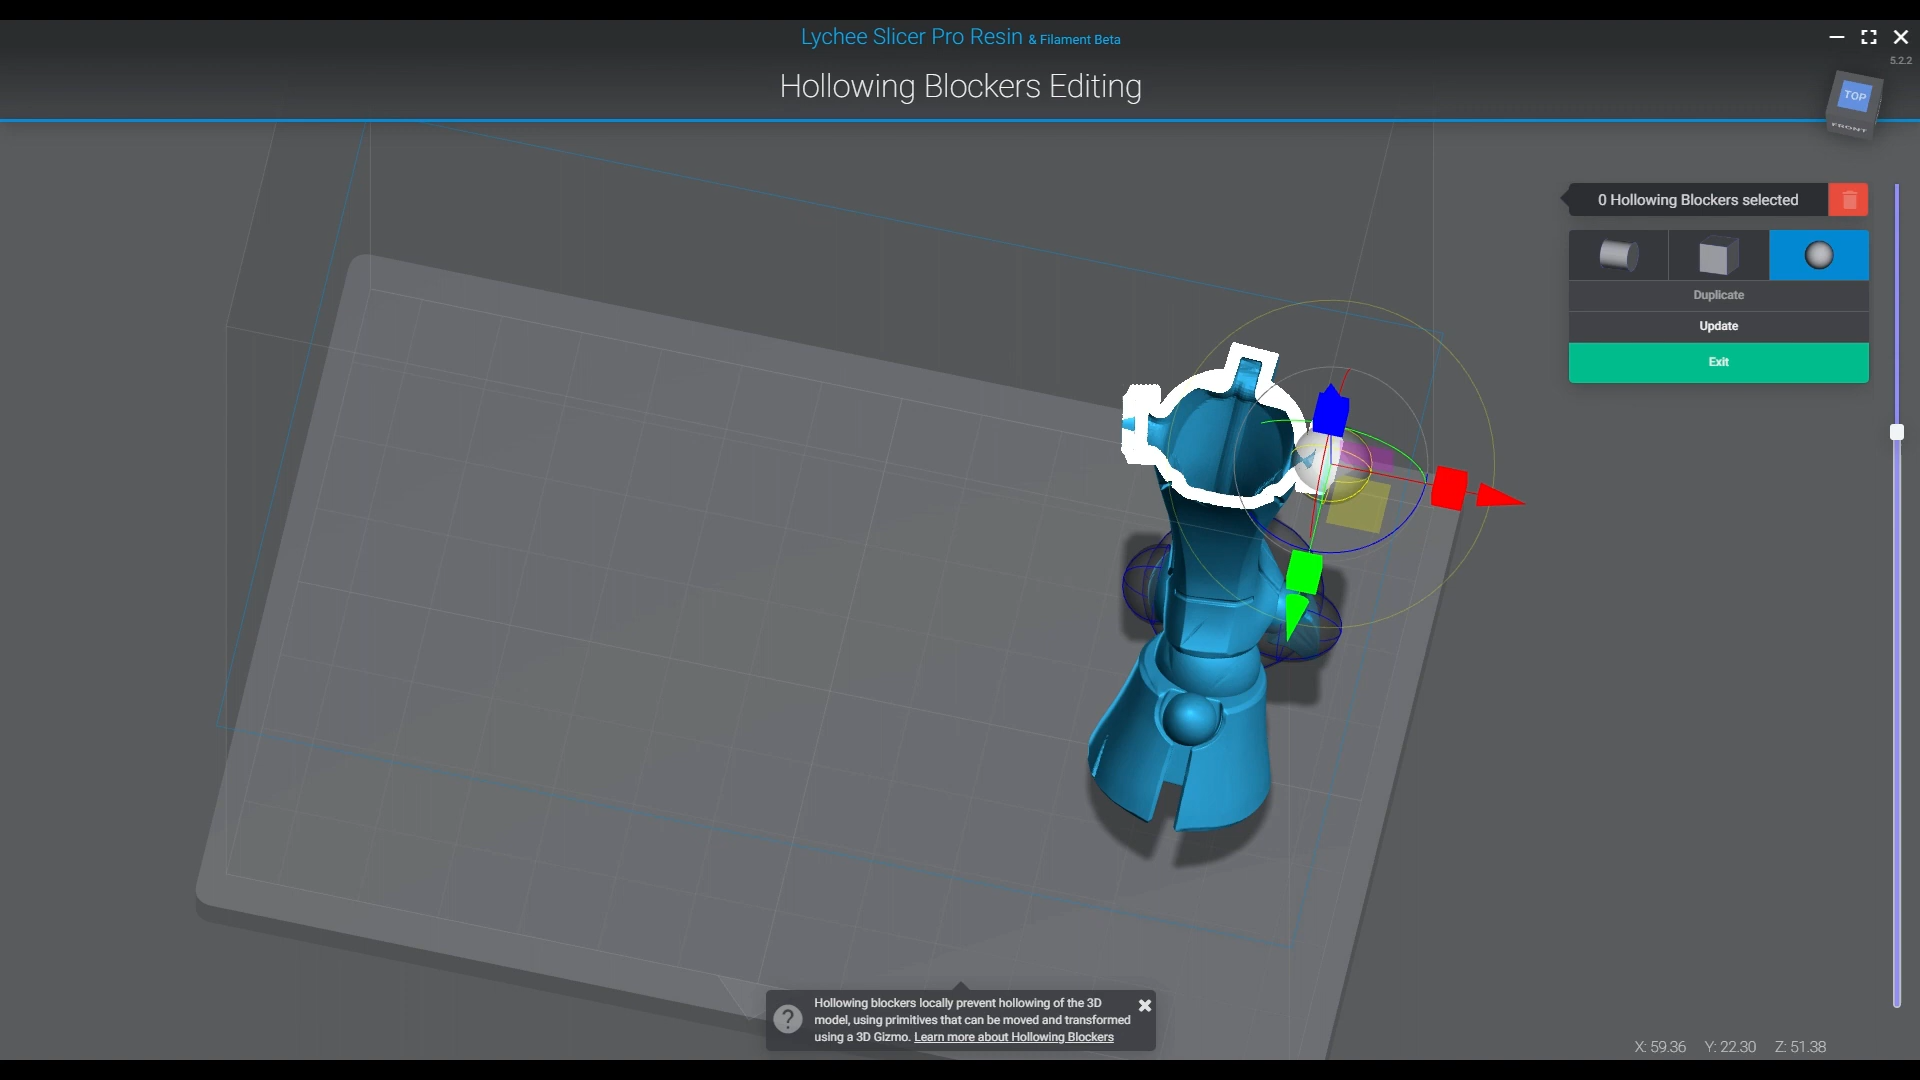 Lychee Slicer Pro Resin & Filament Beta
Hollowing Blockers Editing
5.2.2
TOP
FRONT
0 Hollowing Blockers selected
Duplicate
Update
Exit
Hollowing blockers locally prevent hollowing of the 3D
model, using primitives that can be moved and transformed
using a 3D Gizmo. Learn more about Hollowing Blockers
X: 59.36 Y: 22.30 Z: 51.38